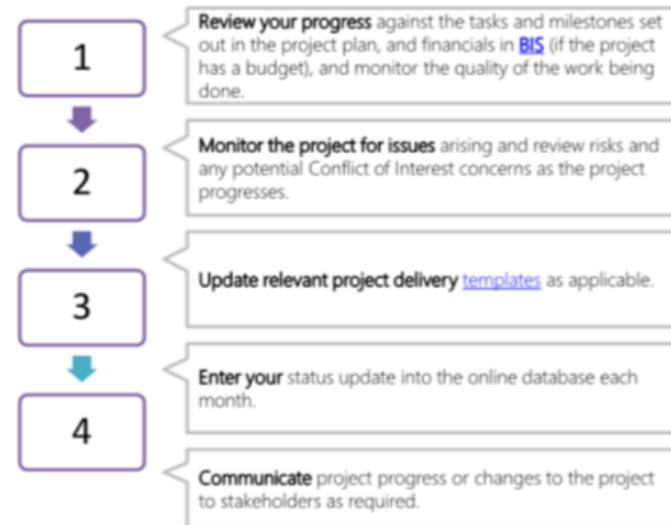 1
Review your progress against the tasks and milestones set
out in the project plan, and financials in BIS (if the project
has a budget), and monitor the quality of the work being
done.
2
Monitor the project for issues arising and review risks and
any potential Conflict of Interest concerns as the project
progresses.
3
Update relevant project delivery templates as applicable.
4
Enter your status update into the online database each
month.
Communicate project progress or changes to the project
to stakeholders as required.